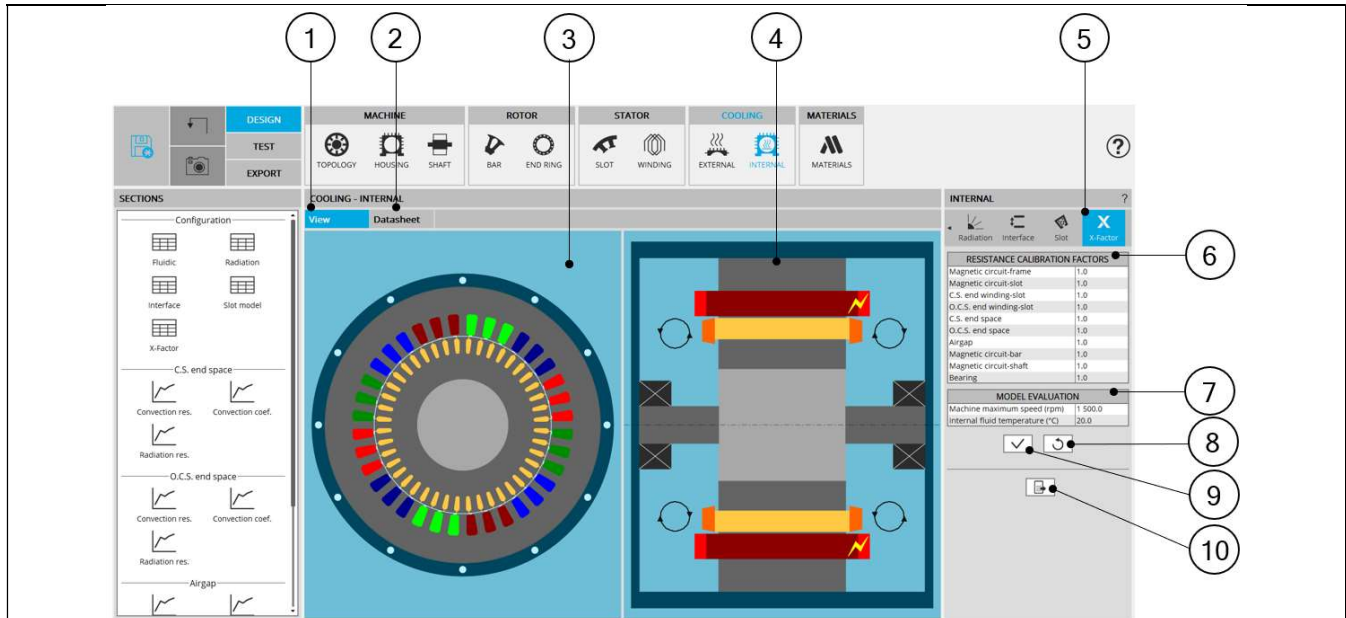 1
2
3
4
5
DESIGN
TEST
EXPORT
MACHINE
ROTOR
STATOR
COOLING
MATERIALS
TOPOLOGY
HOUSING
SHAFT
BAR
END RING
SLOT
WINDING
EXTERNAL
INTERNAL
MATERIALS
?
SECTIONS
COOLING - INTERNAL
INTERNAL
?
Configuration
Fluidic
Radiation
Interface
Slot model
X-Factor
C.S. end space
Convection res.
Convection coef.
Radiation res.
O.C.S. end space
Convection res.
Convection coef.
Radiation res.
Airgap
View
Datasheet
Radiation
Interface
Slot
X
X-Factor
RESISTANCE CALIBRATION FACTORS
Magnetic circuit-frame 1.0
Magnetic circuit-slot 1.0
C.S. end winding-slot 1.0
O.C.S. end winding-slot 1.0
C.S. end space 1.0
O.C.S. end space 1.0
Airgap 1.0
Magnetic circuit-bar 1.0
Magnetic circuit-shaft 1.0
Bearing 1.0
MODEL EVALUATION
Machine maximum speed (rpm) 1 500.0
Internal fluid temperature (°C) 20.0
6
7
8
9
10